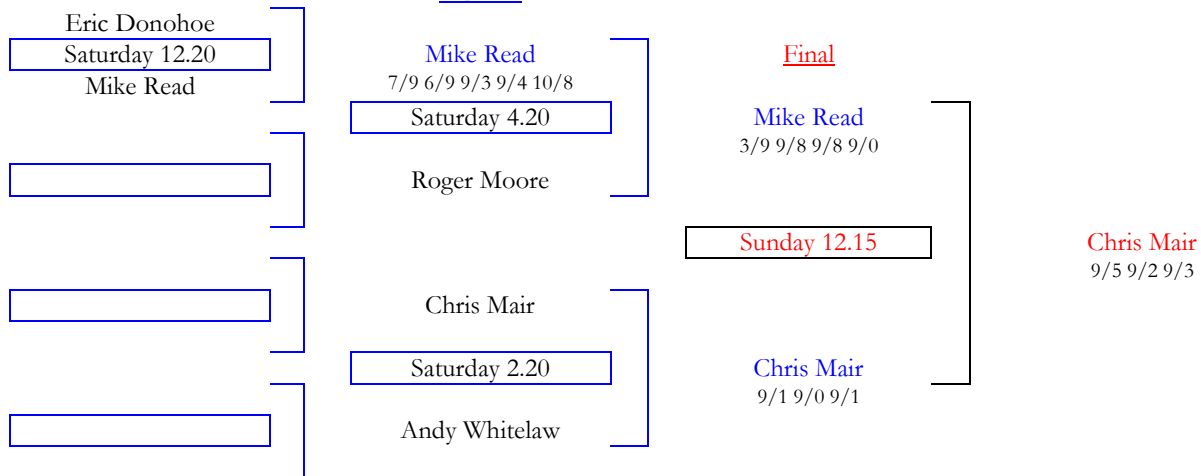 Eric Donohoe
Saturday 12.20
Mike Read
Mike Read
7/9 6/9 9/3 9/4 10/8
Saturday 4.20
Roger Moore
Chris Mair
Saturday 2.20
Andy Whitelaw
Final
Mike Read
3/9 9/8 9/8 9/0
Sunday 12.15
Chris Mair
9/1 9/0 9/1
Chris Mair
9/5 9/2 9/3